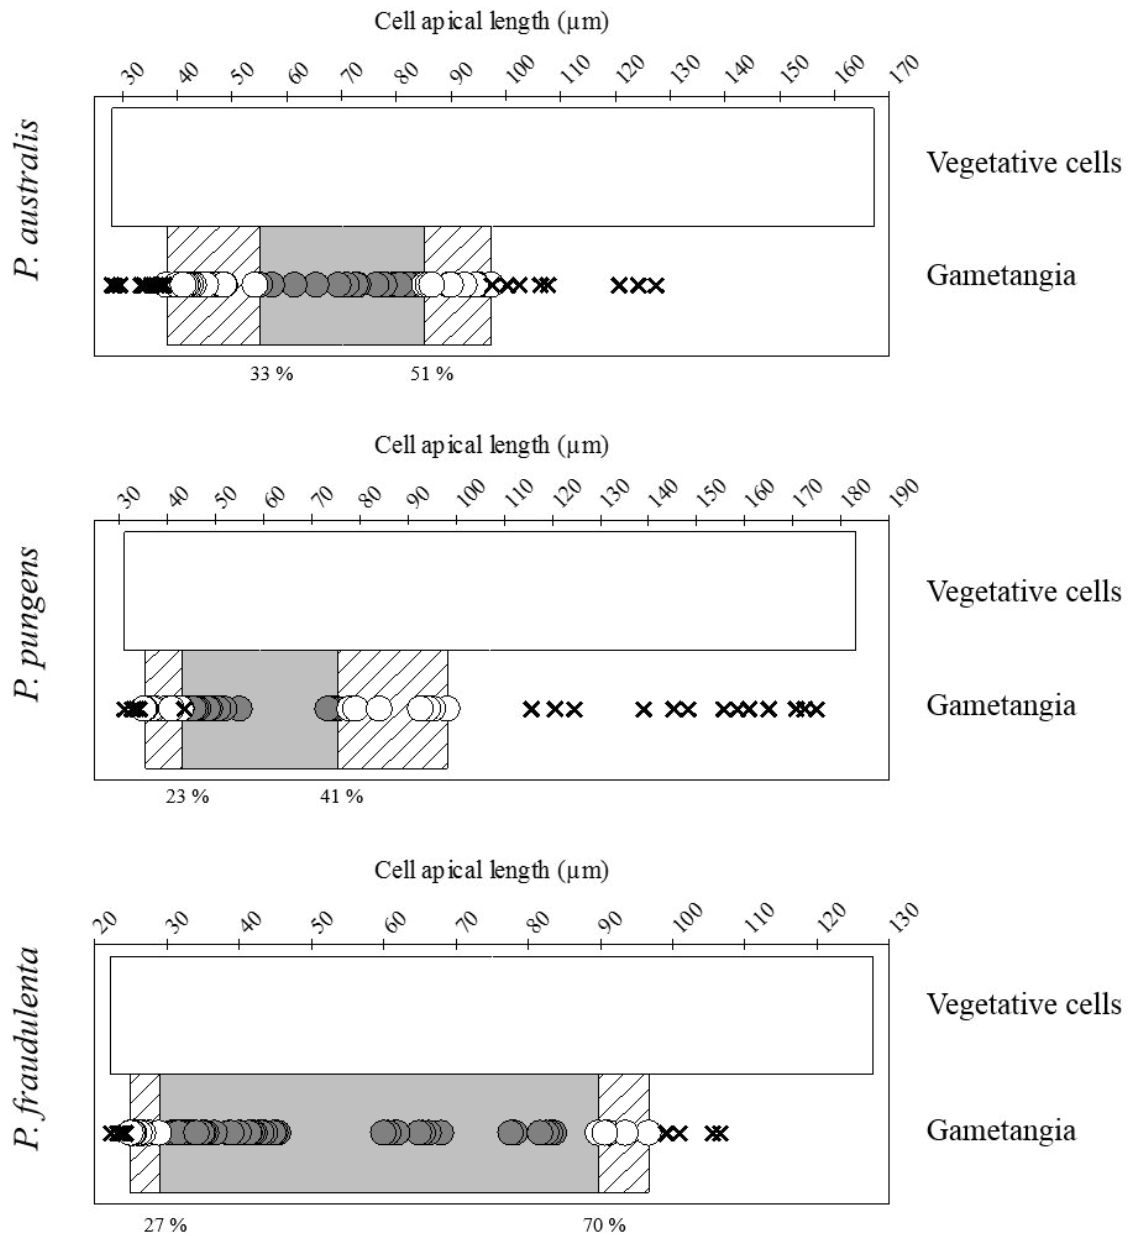 Cell apical length (µm)
30 40 50 60 70 80 90 100 110 120 130 140 150 160 170
P. australis
Vegetative cells
Gametangia
33 % 51 %
Cell apical length (µm)
30 40 50 60 70 80 90 100 110 120 130 140 150 160 170 180 190
P. pungens
Vegetative cells
Gametangia
23 % 41 %
Cell apical length (µm)
20 30 40 50 60 70 80 90 100 110 120 130
P. fraudulenta
Vegetative cells
Gametangia
27 % 70 %